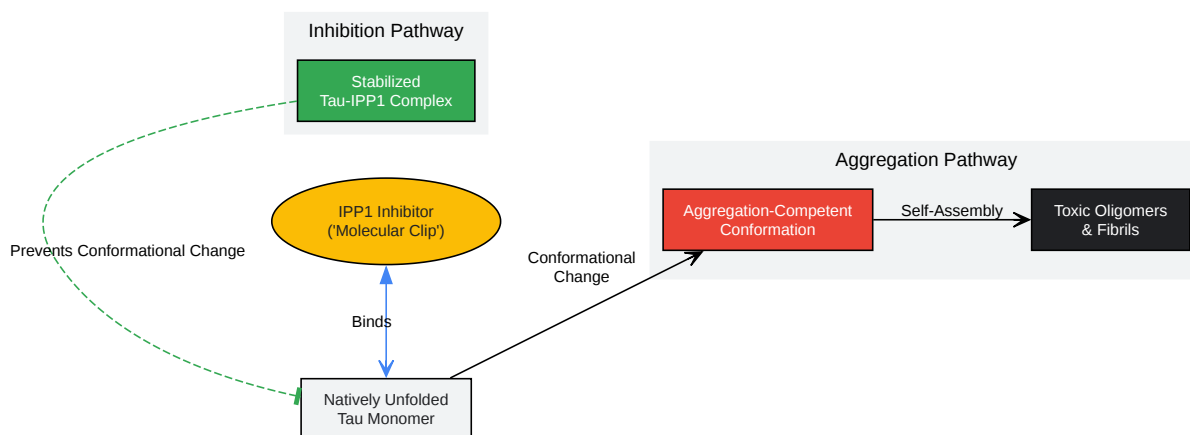 Inhibition Pathway
Stabilized
Tau-IPP1 Complex
Aggregation Pathway
IPP1 Inhibitor
('Molecular Clip')
Aggregation-Competent
Conformation
Self-Assembly
Toxic Oligomers
& Fibrils
Prevents Conformational Change
Conformational
Change
Binds
Natively Unfolded
Tau Monomer